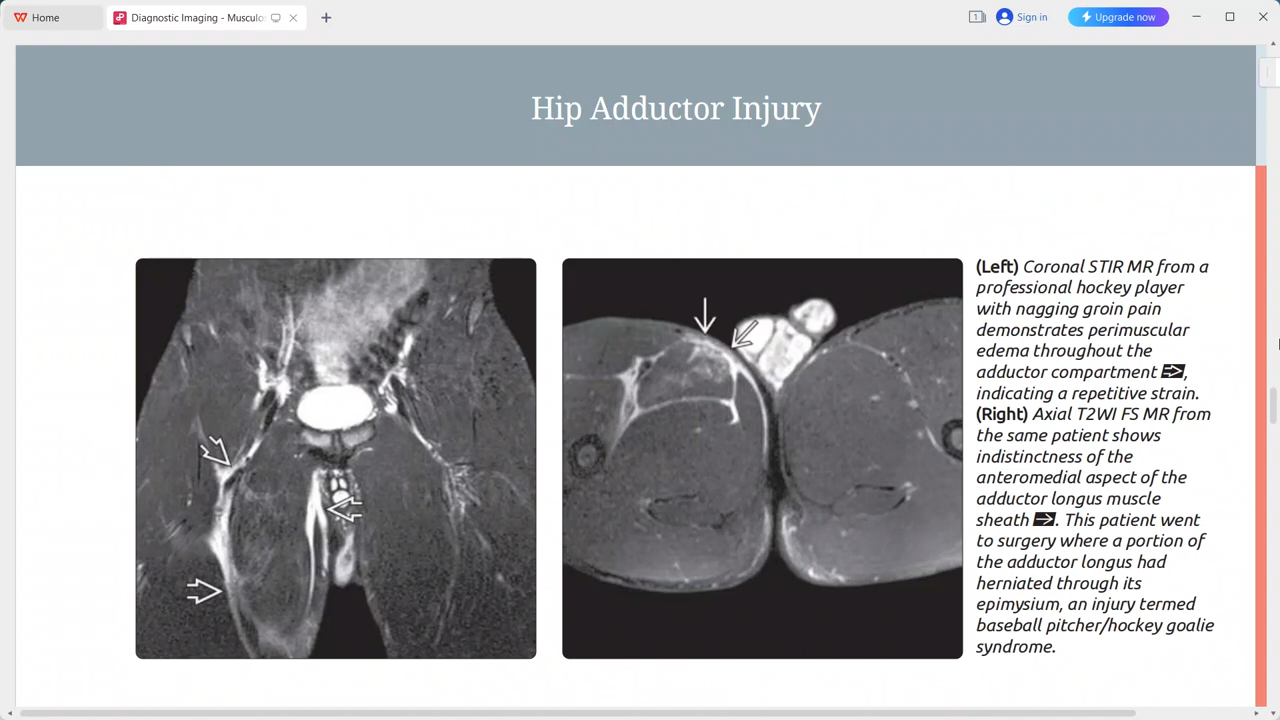 Home
Diagnostic Imaging - Musculos
1
Sign in
Upgrade now
Hip Adductor Injury
(Left) Coronal STIR MR from a
professional hockey player
with nagging groin pain
demonstrates perimuscular
edema throughout the
adductor compartment ,
indicating a repetitive strain.
(Right) Axial T2WI FS MR from
the same patient shows
indistinctness of the
anteromedial aspect of the
adductor longus muscle
sheath . This patient went
to surgery where a portion of
the adductor longus had
herniated through its
epimysium, an injury termed
baseball pitcher/hockey goalie
syndrome.